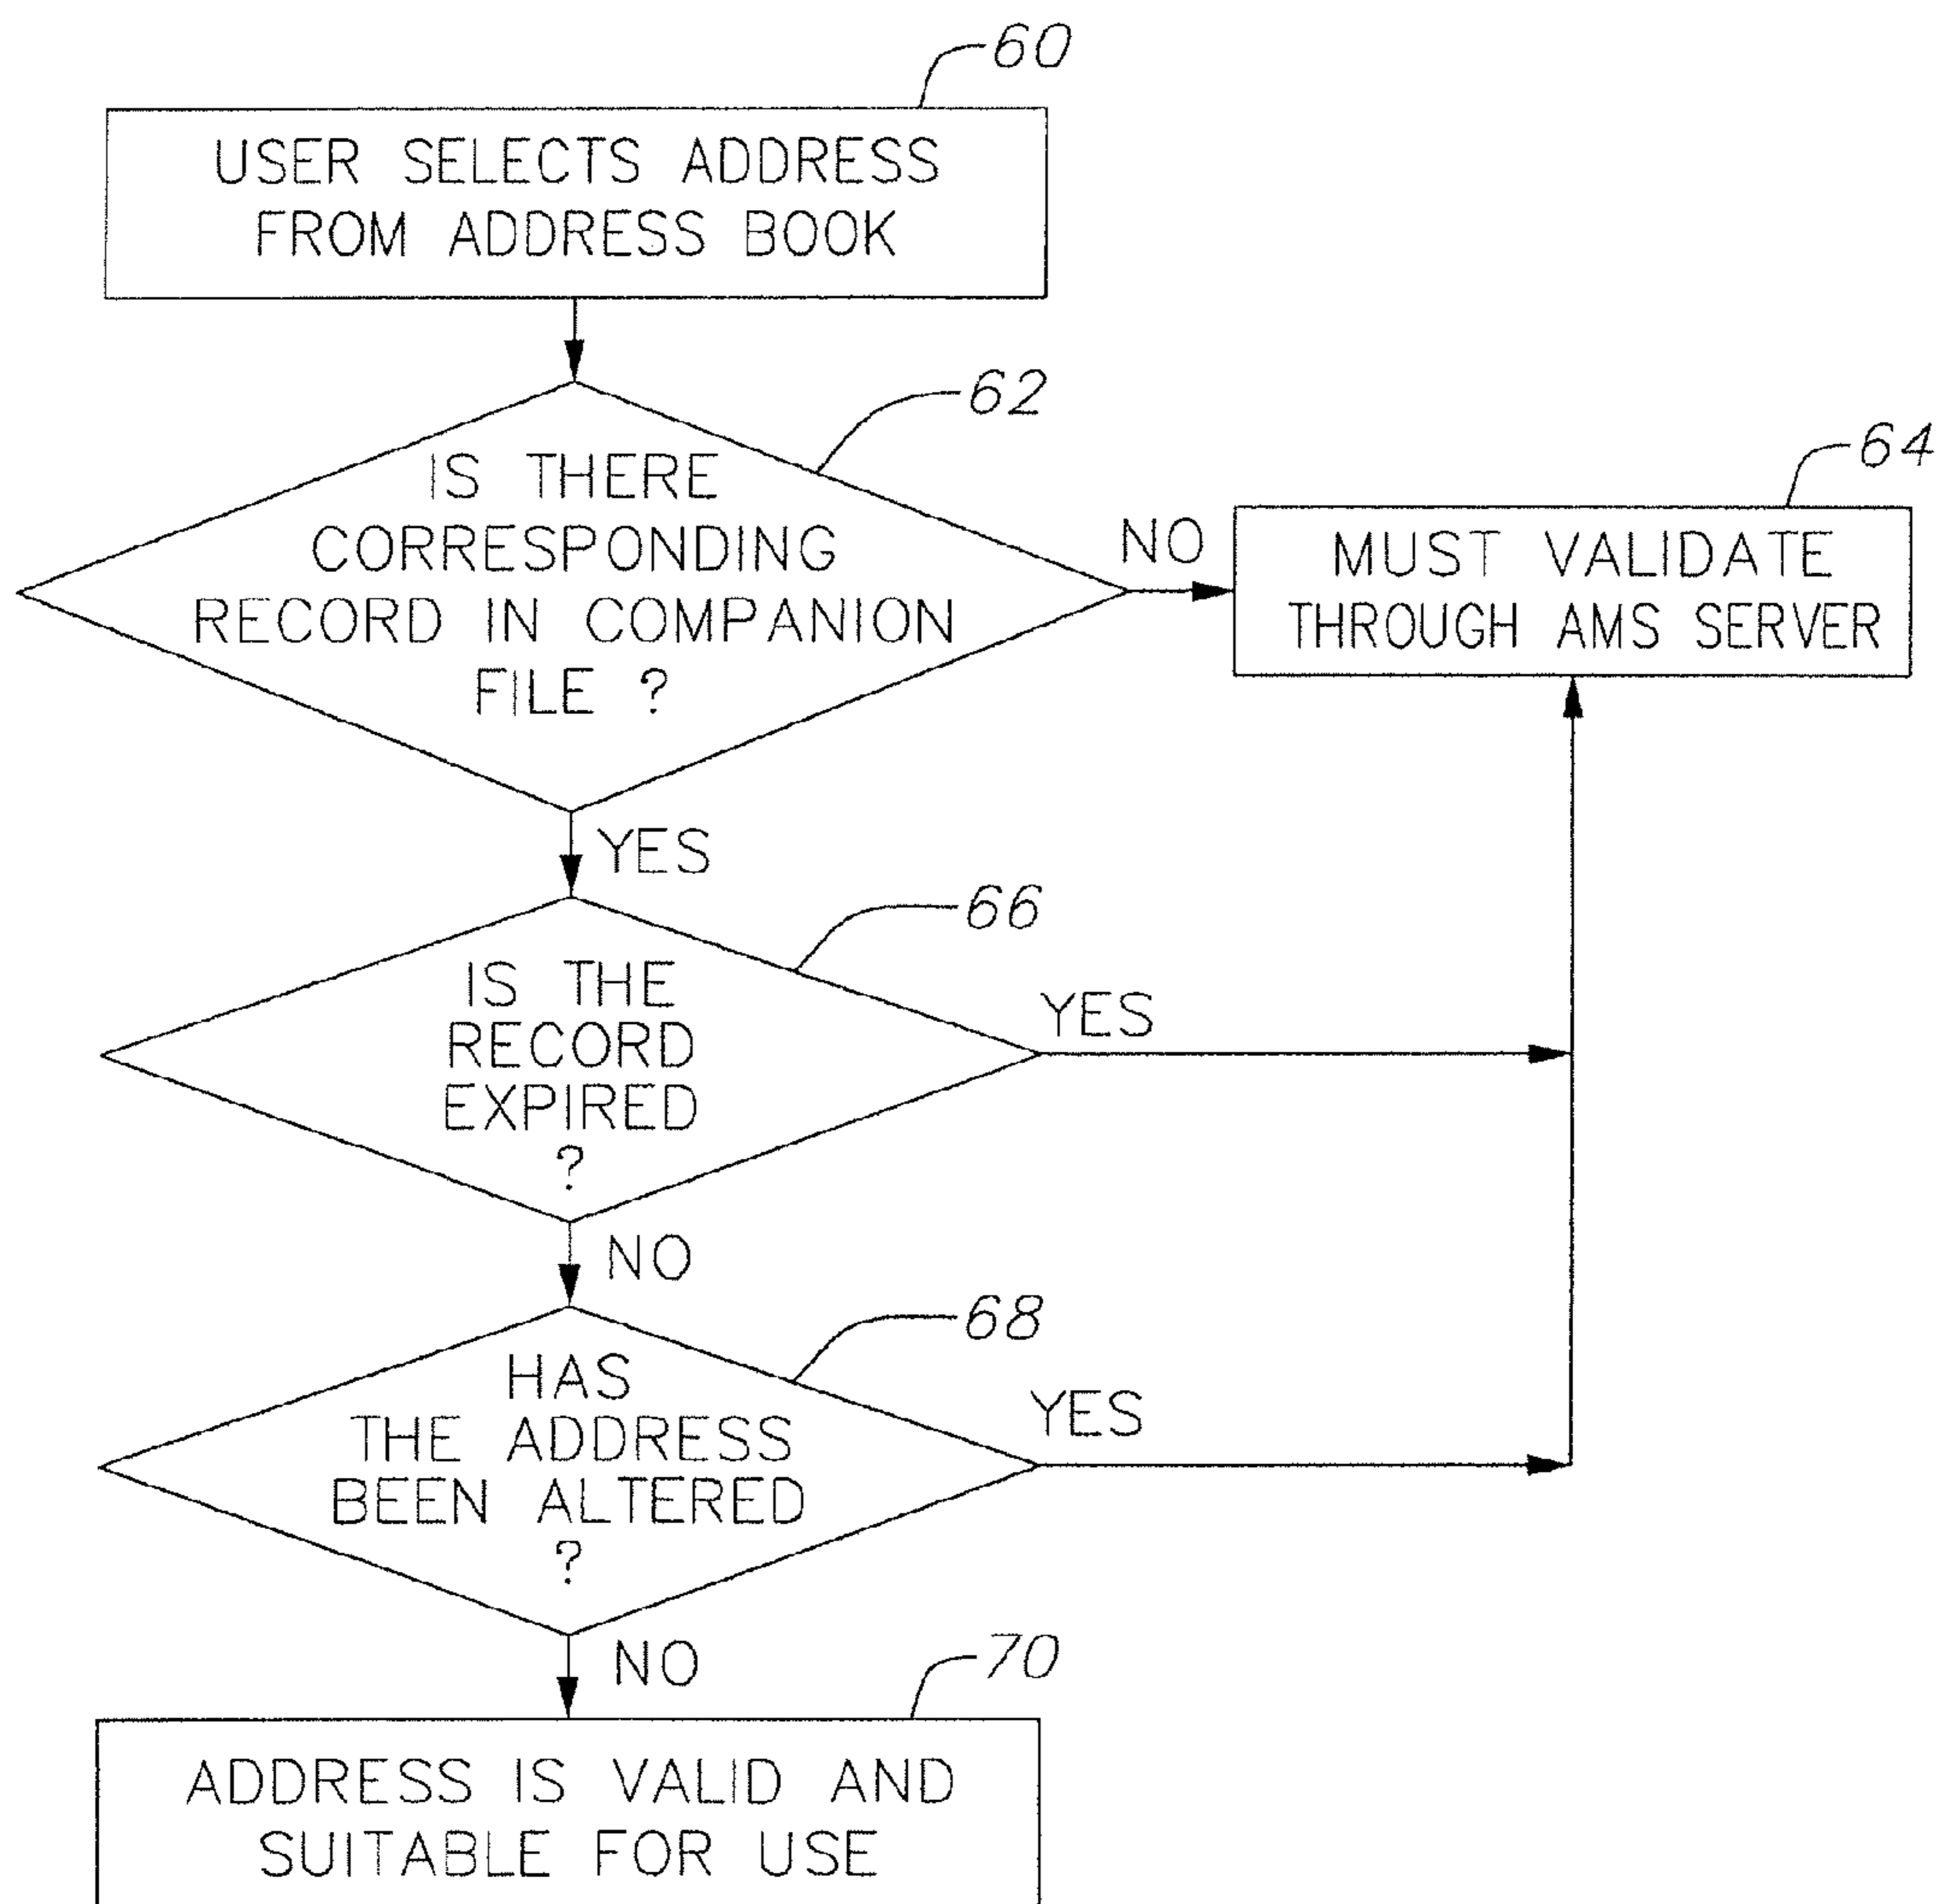 60
USER SELECTS ADDRESS
FROM ADDRESS BOOK
62
IS THERE
CORRESPONDING
RECORD IN COMPANION
FILE ?
NO
64
MUST VALIDATE
THROUGH AMS SERVER
YES
66
IS THE
RECORD
EXPIRED
?
YES
NO
68
HAS
THE ADDRESS
BEEN ALTERED
?
YES
NO
70
ADDRESS IS VALID AND
SUITABLE FOR USE